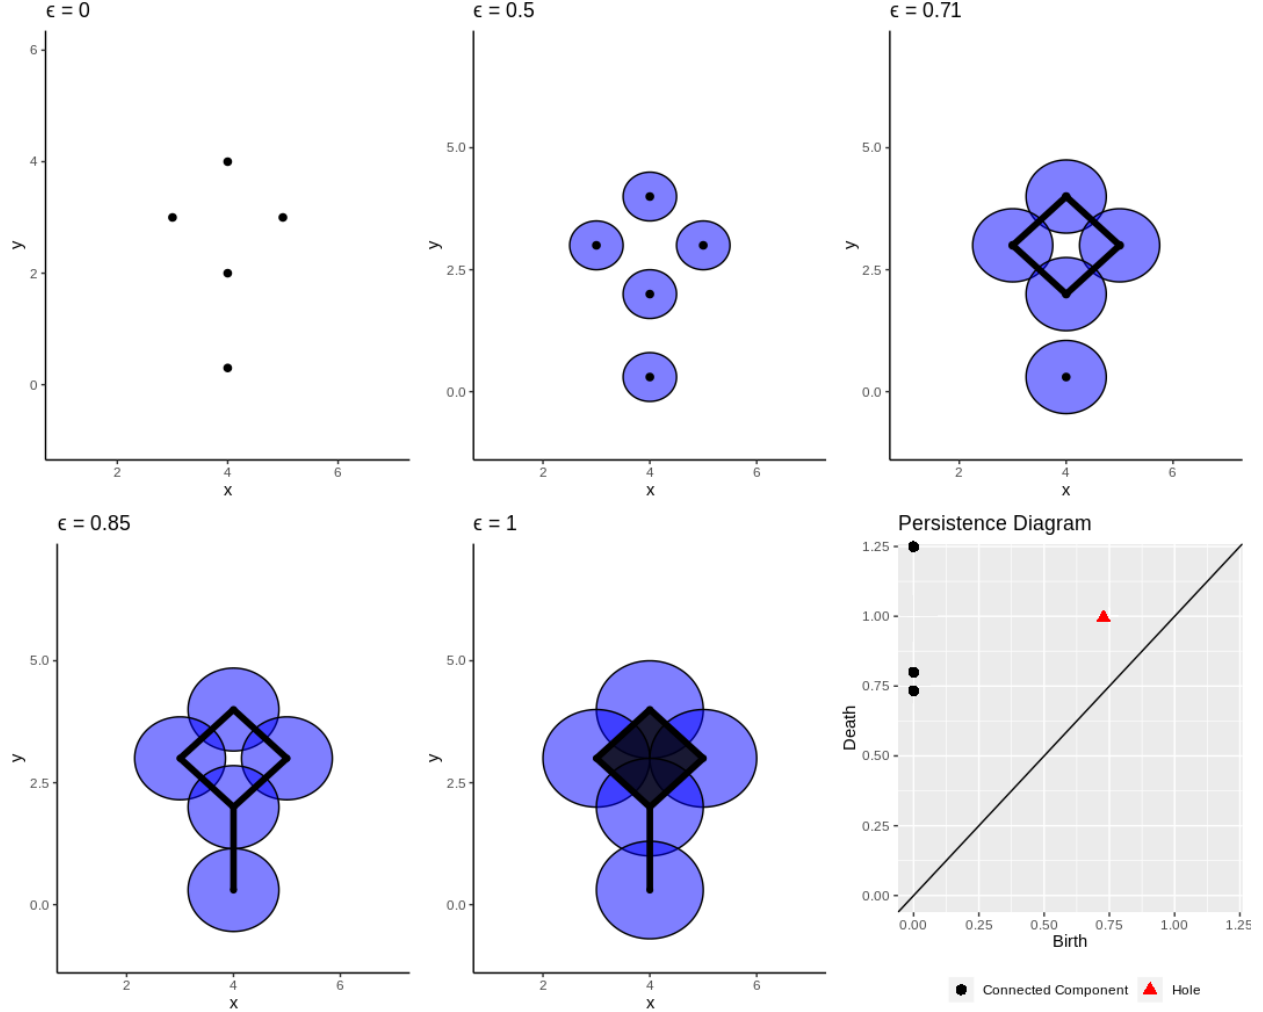 ϵ = 0
ϵ = 0.5
ϵ = 0.71
6
4
2
0
y
2
4
6
x
5.0
2.5
0.0
y
2
4
6
x
5.0
2.5
0.0
y
2
4
6
x
ϵ = 0.85
ϵ = 1
Persistence Diagram
5.0
2.5
0.0
y
2
4
6
x
5.0
2.5
0.0
y
2
4
6
x
1.25
1.00
0.75
0.50
0.25
0.00
Death
0.00
0.25
0.50
0.75
1.00
1.25
Birth
Connected Component
Hole